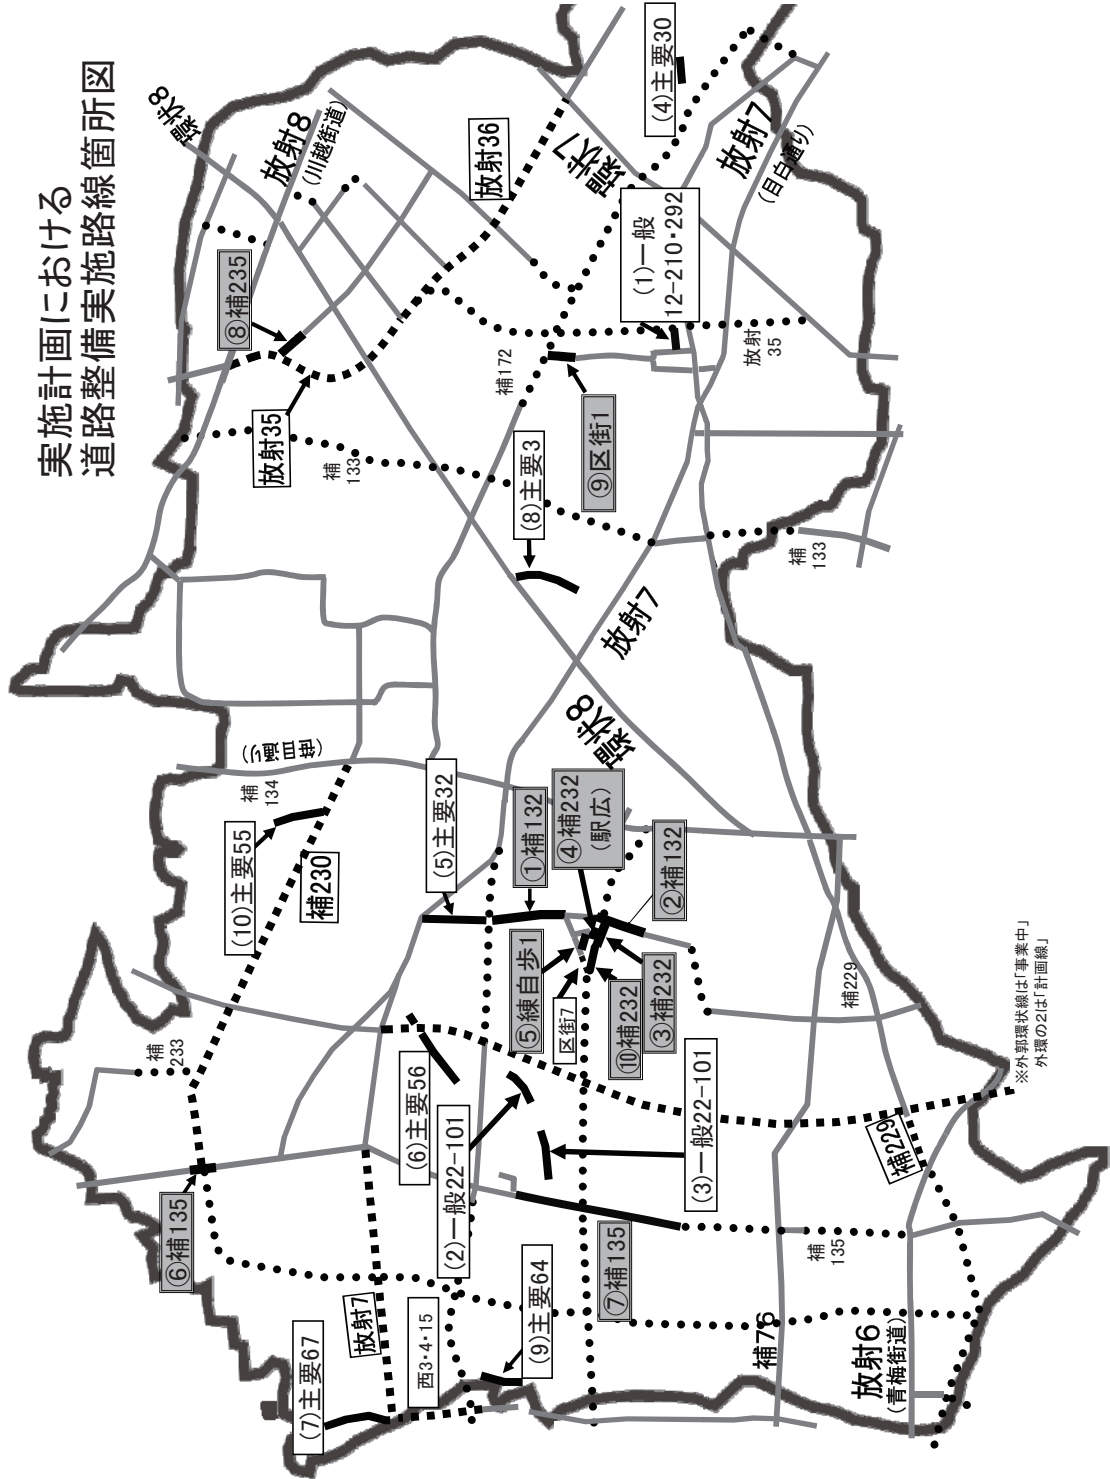 実施計画における
道路整備実施路線箇所図
環状8
放射8
(川越街道)
放射36
環状7
(4)主要30
放射7
(目白通り)
⑧補235
(1)一般
12-210・292
放射35
補172
放射
35
補
133
(8)主要3
⑨区街1
補
133
放射7
環状8
(笹目通り)
補
134
(10)主要55
補230
(5)主要32
①補132
④補232
(駅広)
②補132
⑤練自歩1
区街7
⑩補232
③補232
補229
※外郭環状線は「事業中」
外環の2は「計画線」
補
233
(6)主要56
(2)一般22-101
(3)一般22-101
補229
⑥補135
⑦補135
補
135
放射7
西3・4・15
(7)主要67
(9)主要64
補76
放射6
(青梅街道)